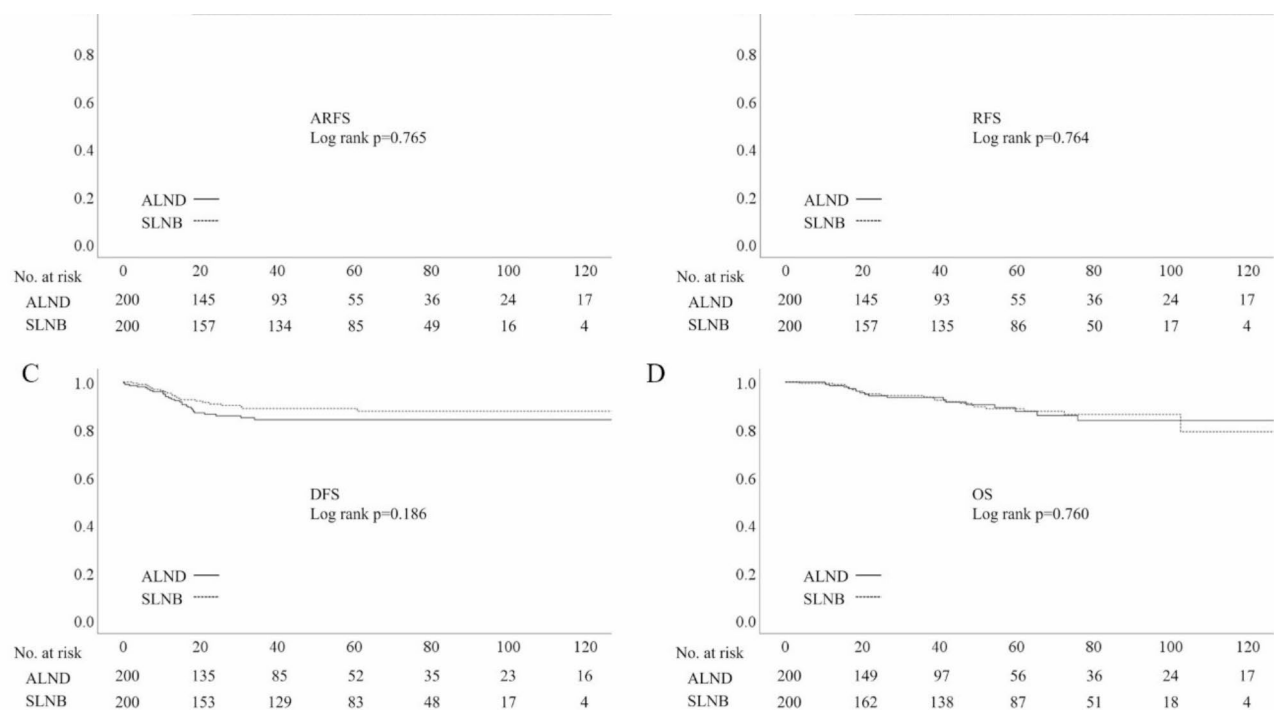 0.8
0.6
ARFS
Log rank p=0.765
0.4
0.2
ALND
SLNB
0.0
0 20 40 60 80 100 120
No. at risk
ALND 200 145 93 55 36 24 17
SLNB 200 157 134 85 49 16 4
0.8
0.6
RFS
Log rank p=0.764
0.4
0.2
ALND
SLNB
0.0
0 20 40 60 80 100 120
No. at risk
ALND 200 145 93 55 36 24 17
SLNB 200 157 135 86 50 17 4
C
1.0
0.8
0.6
DFS
Log rank p=0.186
0.4
0.2
ALND
SLNB
0.0
0 20 40 60 80 100 120
No. at risk
ALND 200 135 85 52 35 23 16
SLNB 200 153 129 83 48 17 4
D
1.0
0.8
0.6
OS
Log rank p=0.760
0.4
0.2
ALND
SLNB
0.0
0 20 40 60 80 100 120
No. at risk
ALND 200 149 97 56 36 24 17
SLNB 200 162 138 87 51 18 4